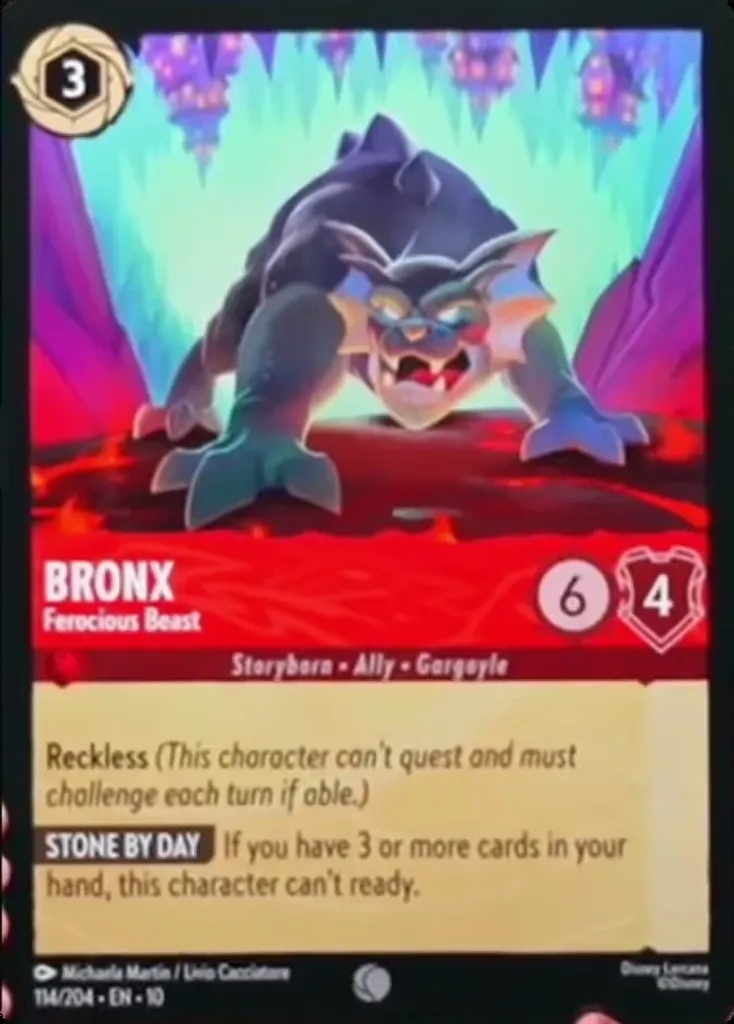 3
BRONX
Ferocious Beast
6
4
Storyborn • Ally • Gargoyle
Reckless (This character can't quest and must
challenge each turn if able.)
STONE BY DAY If you have 3 or more cards in your
hand, this character can't ready.
Michaela Martin / Livio Cacciatore
Disney Lorcana
114/204 • EN • 10
©Disney